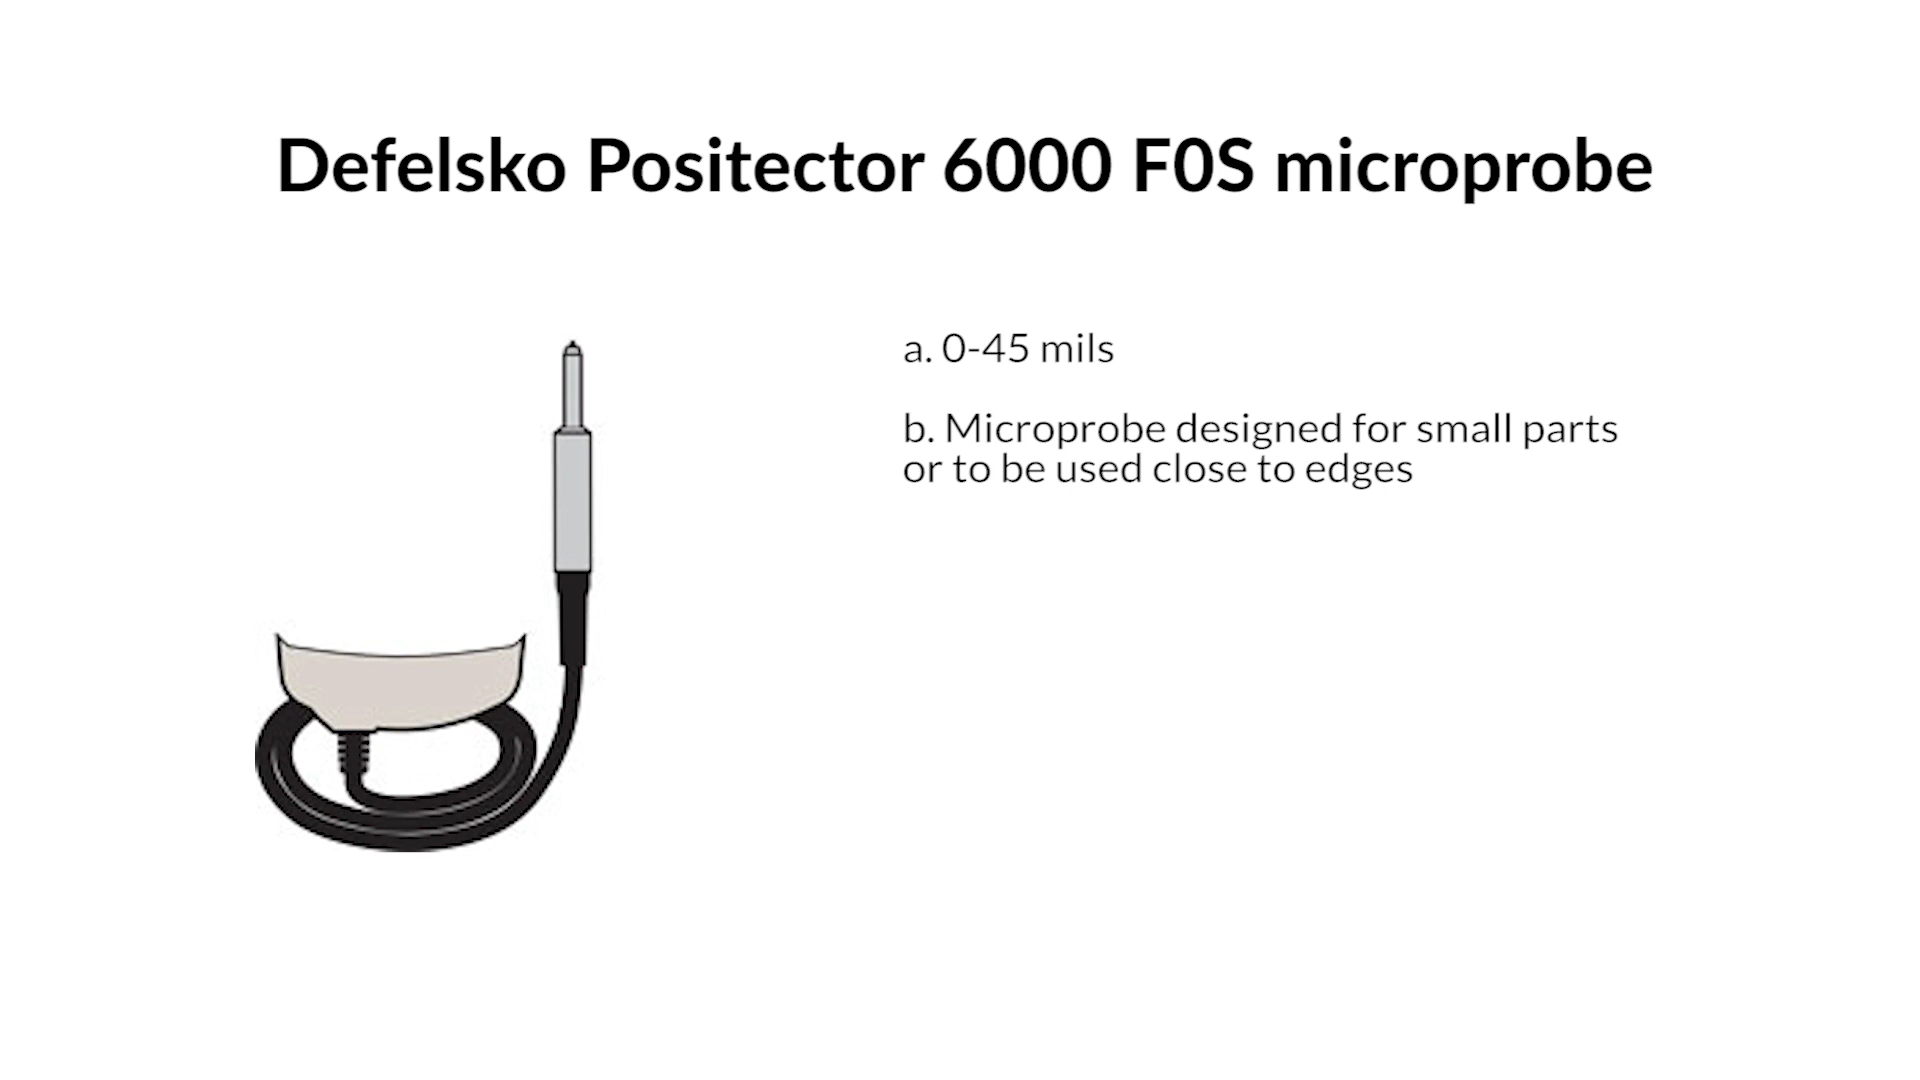 Defelsko Positector 6000 F0S microprobe
a. 0-45 mils
b. Microprobe designed for small parts
or to be used close to edges